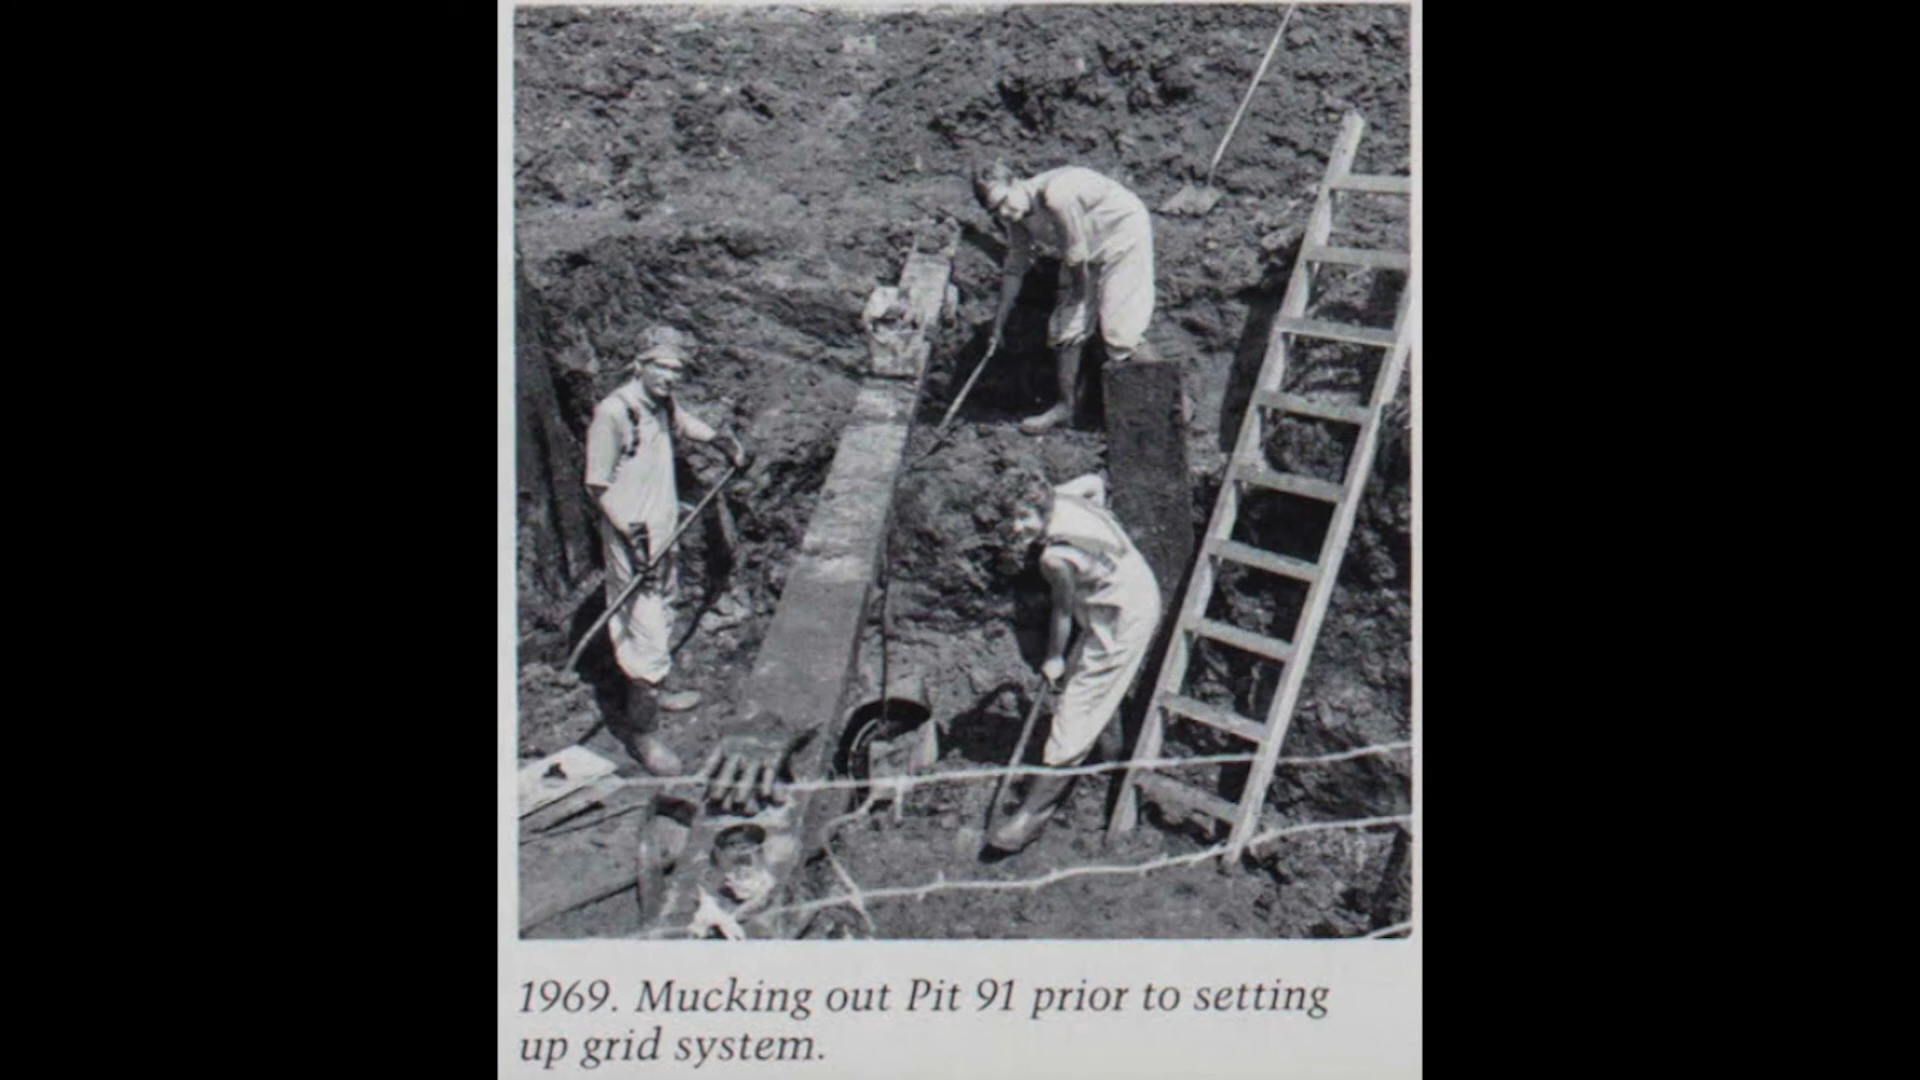 1969. Mucking out Pit 91 prior to setting
up grid system.